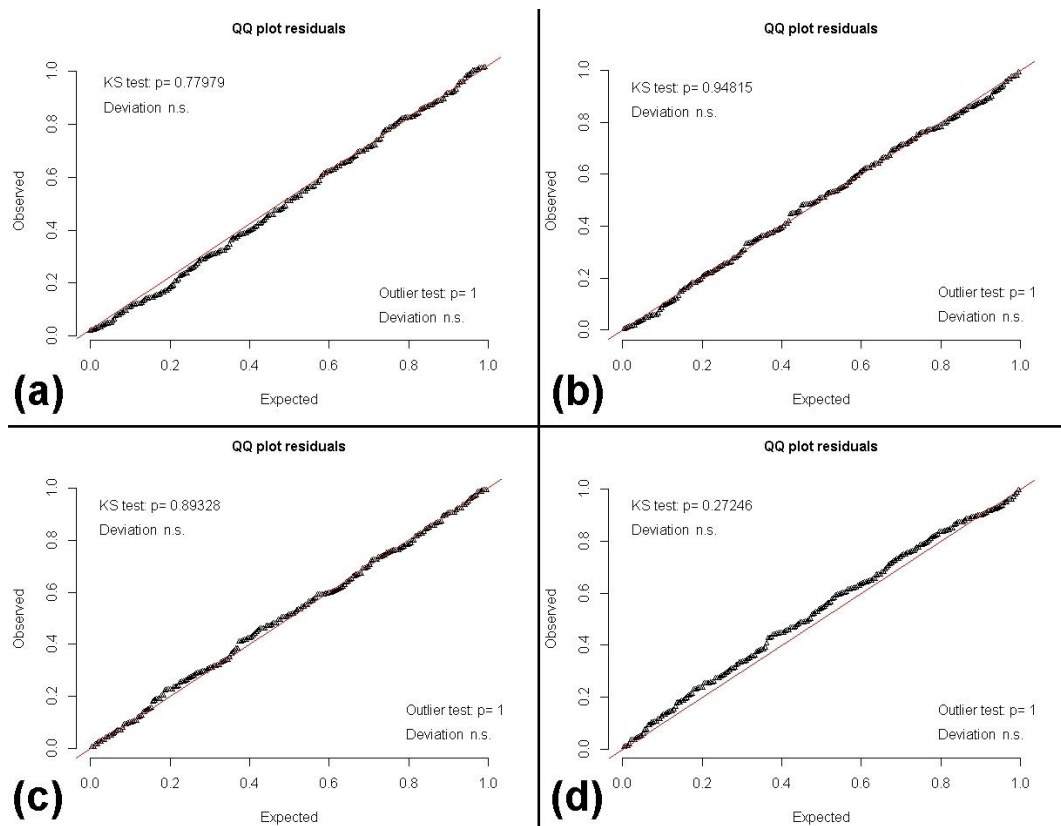 QQ plot residuals
KS test: p= 0.77979
Deviation n.s.
Observed
0.0 0.2 0.4 0.6 0.8 1.0
Outlier test: p= 1
Deviation n.s.
0.0 0.2 0.4 0.6 0.8 1.0
Expected
(a)
QQ plot residuals
KS test: p= 0.94815
Deviation n.s.
Observed
0.0 0.2 0.4 0.6 0.8 1.0
Outlier test: p= 1
Deviation n.s.
0.0 0.2 0.4 0.6 0.8 1.0
Expected
(b)
QQ plot residuals
KS test: p= 0.89328
Deviation n.s.
Observed
0.0 0.2 0.4 0.6 0.8 1.0
Outlier test: p= 1
Deviation n.s.
0.0 0.2 0.4 0.6 0.8 1.0
Expected
(c)
QQ plot residuals
KS test: p= 0.27246
Deviation n.s.
Observed
0.0 0.2 0.4 0.6 0.8 1.0
Outlier test: p= 1
Deviation n.s.
0.0 0.2 0.4 0.6 0.8 1.0
Expected
(d)